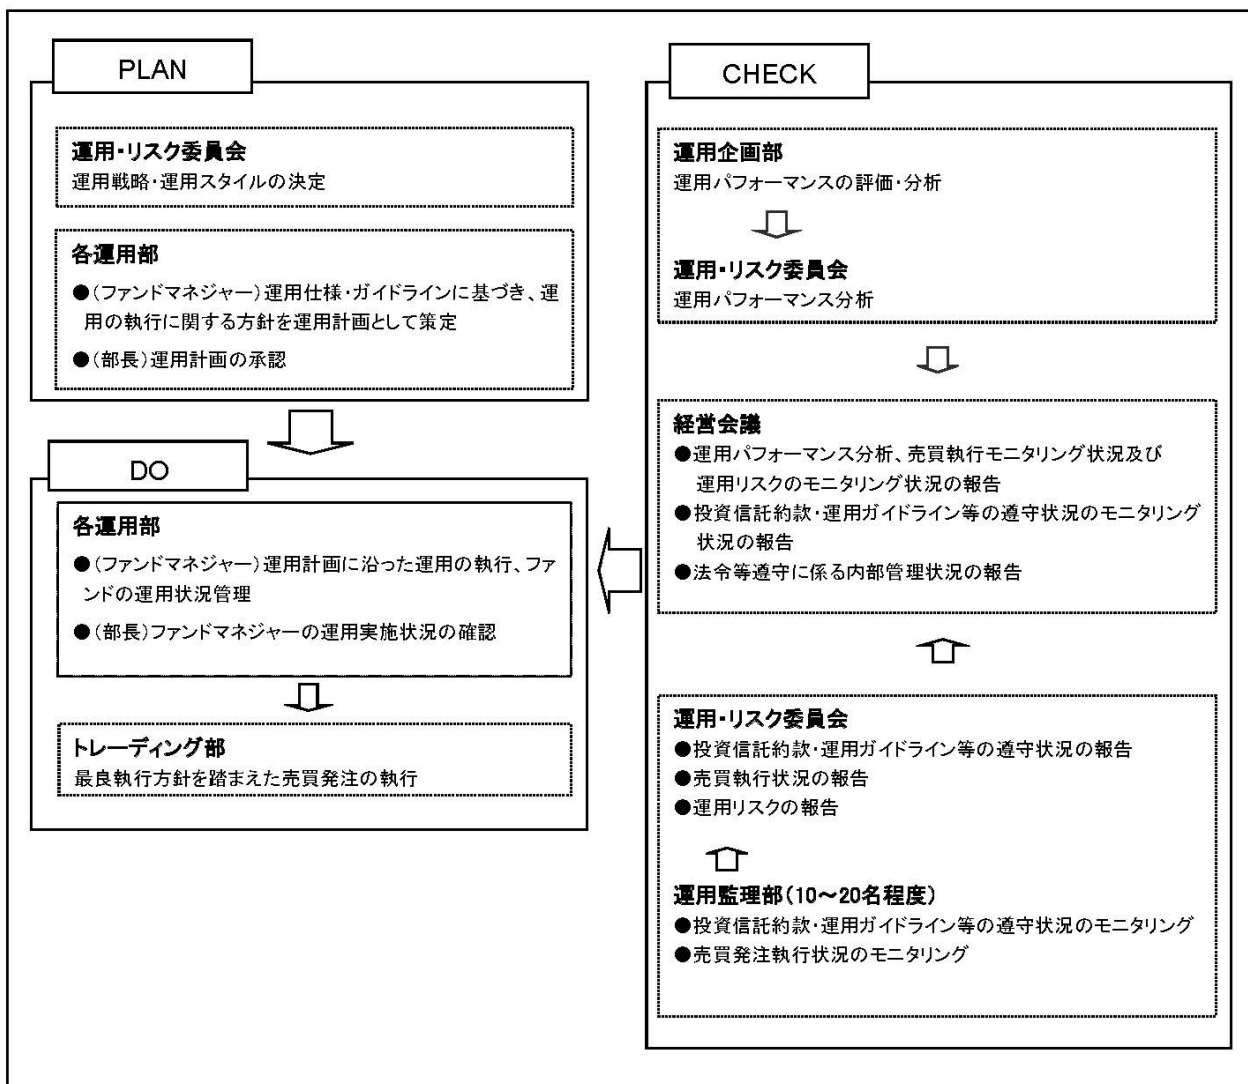 PLAN
運用・リスク委員会
運用戦略・運用スタイルの決定
各運用部
●(ファンドマネジャー)運用仕様・ガイドラインに基づき、運
用の執行に関する方針を運用計画として策定
●(部長)運用計画の承認
DO
各運用部
●(ファンドマネジャー)運用計画に沿った運用の執行、ファ
ンドの運用状況管理
●(部長)ファンドマネジャーの運用実施状況の確認
トレーディング部
最良執行方針を踏まえた売買発注の執行
CHECK
運用企画部
運用パフォーマンスの評価・分析
運用・リスク委員会
運用パフォーマンス分析
経営会議
●運用パフォーマンス分析、売買執行モニタリング状況及び
運用リスクのモニタリング状況の報告
●投資信託約款・運用ガイドライン等の遵守状況のモニタリング
状況の報告
●法令等遵守に係る内部管理状況の報告
運用・リスク委員会
●投資信託約款・運用ガイドライン等の遵守状況の報告
●売買執行状況の報告
●運用リスクの報告
運用監理部(10~20名程度)
●投資信託約款・運用ガイドライン等の遵守状況のモニタリング
●売買発注執行状況のモニタリング